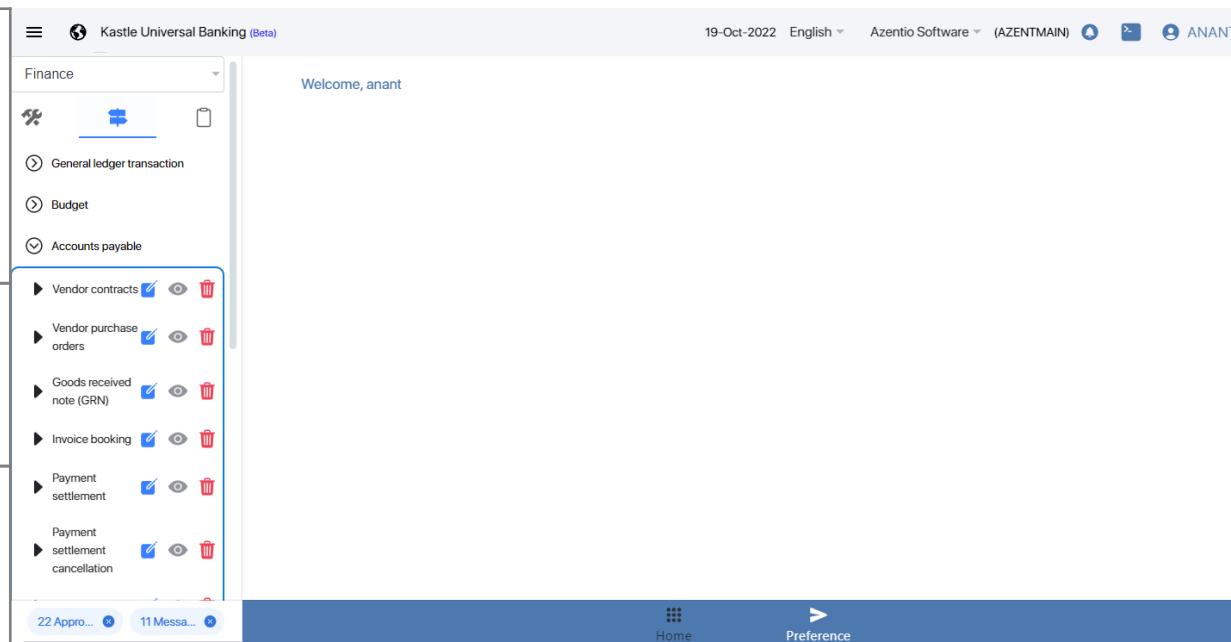 Kastle Universal Banking (Beta)
19-Oct-2022 English Azentio Software (AZENTMAIN) ANANT
Finance
Welcome, anant
General ledger transaction
Budget
Accounts payable
Vendor contracts
Vendor purchase
orders
Goods received
note (GRN)
Invoice booking
Payment
settlement
Payment
settlement
cancellation
22 Appro... 11 Messa...
Home Preference